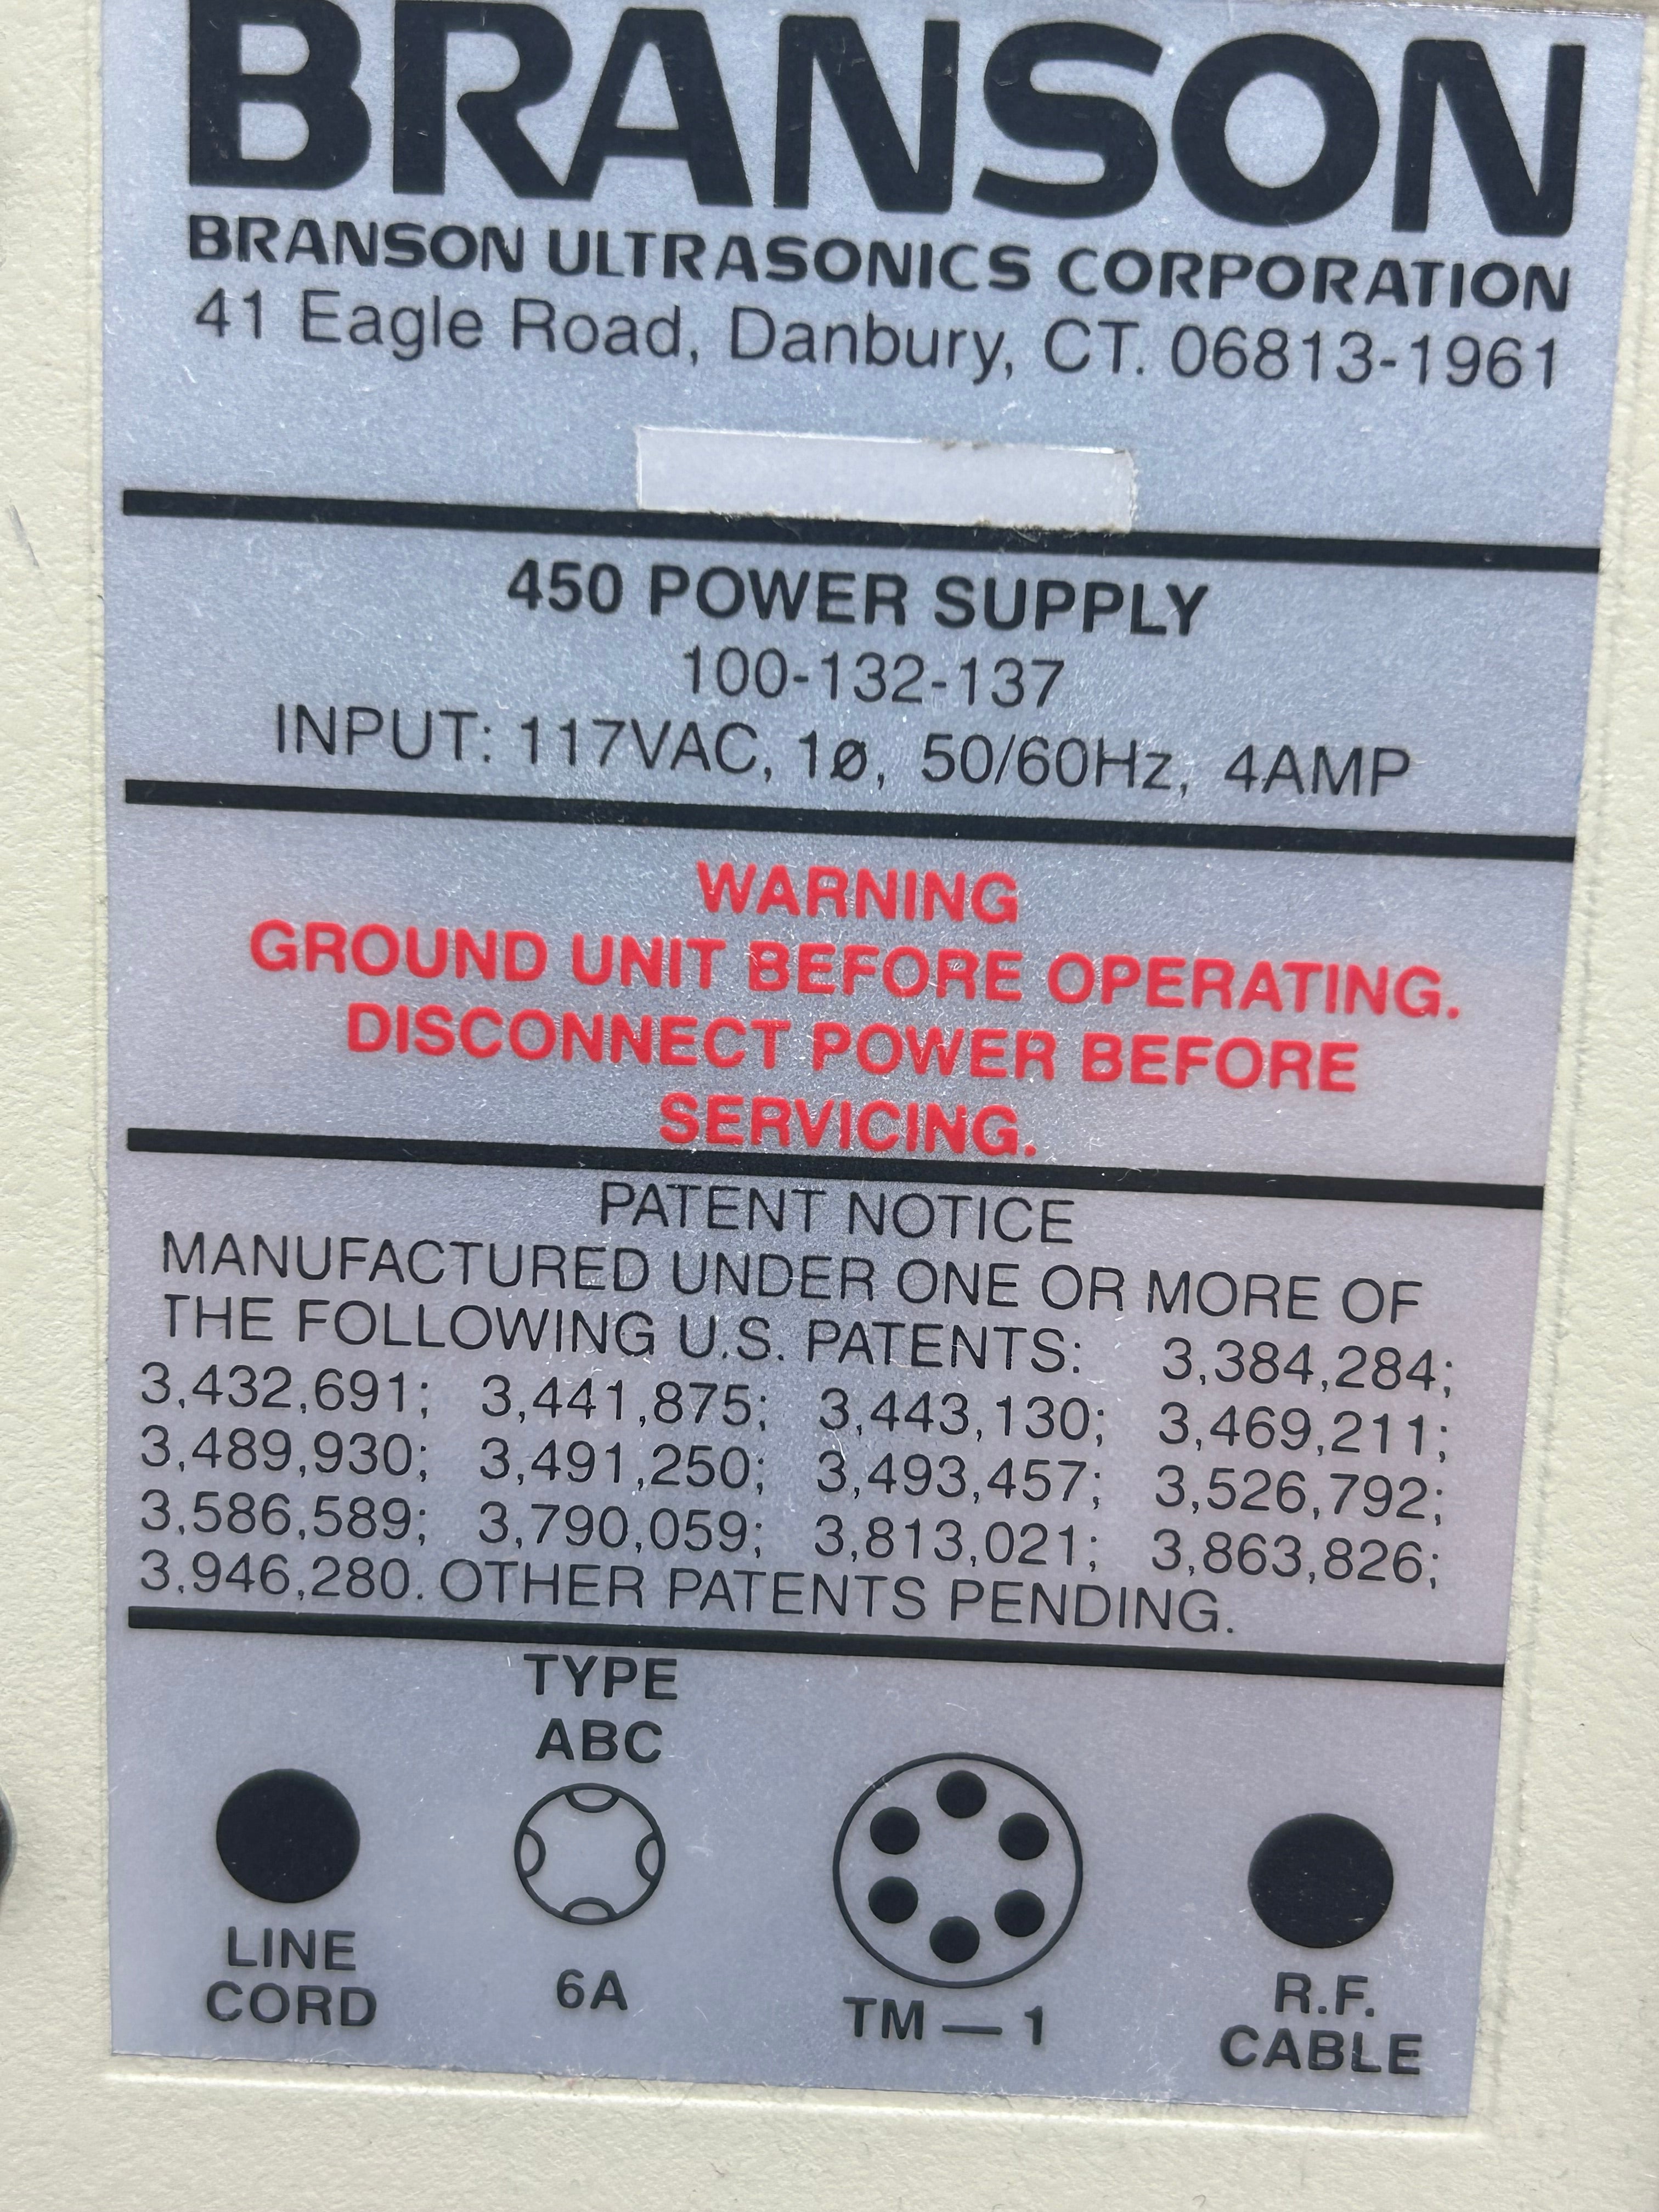 BRANSON
BRANSON ULTRASONICS CORPORATION
41 Eagle Road, Danbury, CT. 06813-1961
450 POWER SUPPLY
100-132-137
INPUT: 117VAC, 1ø, 50/60Hz, 4AMP
WARNING
GROUND UNIT BEFORE OPERATING.
DISCONNECT POWER BEFORE
SERVICING.
PATENT NOTICE
MANUFACTURED UNDER ONE OR MORE OF
THE FOLLOWING U.S. PATENTS: 3,384,284;
3,432,691; 3,441,875; 3,443,130; 3,469,211;
3,489,930; 3,491,250; 3,493,457; 3,526,792;
3,586,589; 3,790,059; 3,813,021; 3,863,826;
3,946,280. OTHER PATENTS PENDING.
TYPE
ABC
LINE
CORD
6A
TM — 1
R.F.
CABLE